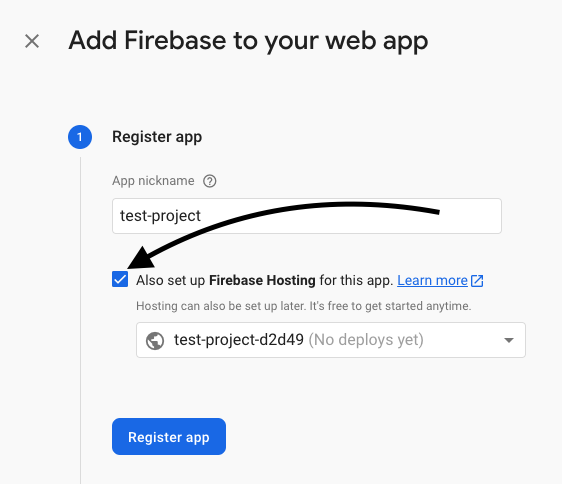 Add Firebase to your web app
1 Register app
App nickname
test-project
Also set up Firebase Hosting for this app. Learn more
Hosting can also be set up later. It's free to get started anytime.
test-project-d2d49 (No deploys yet)
Register app